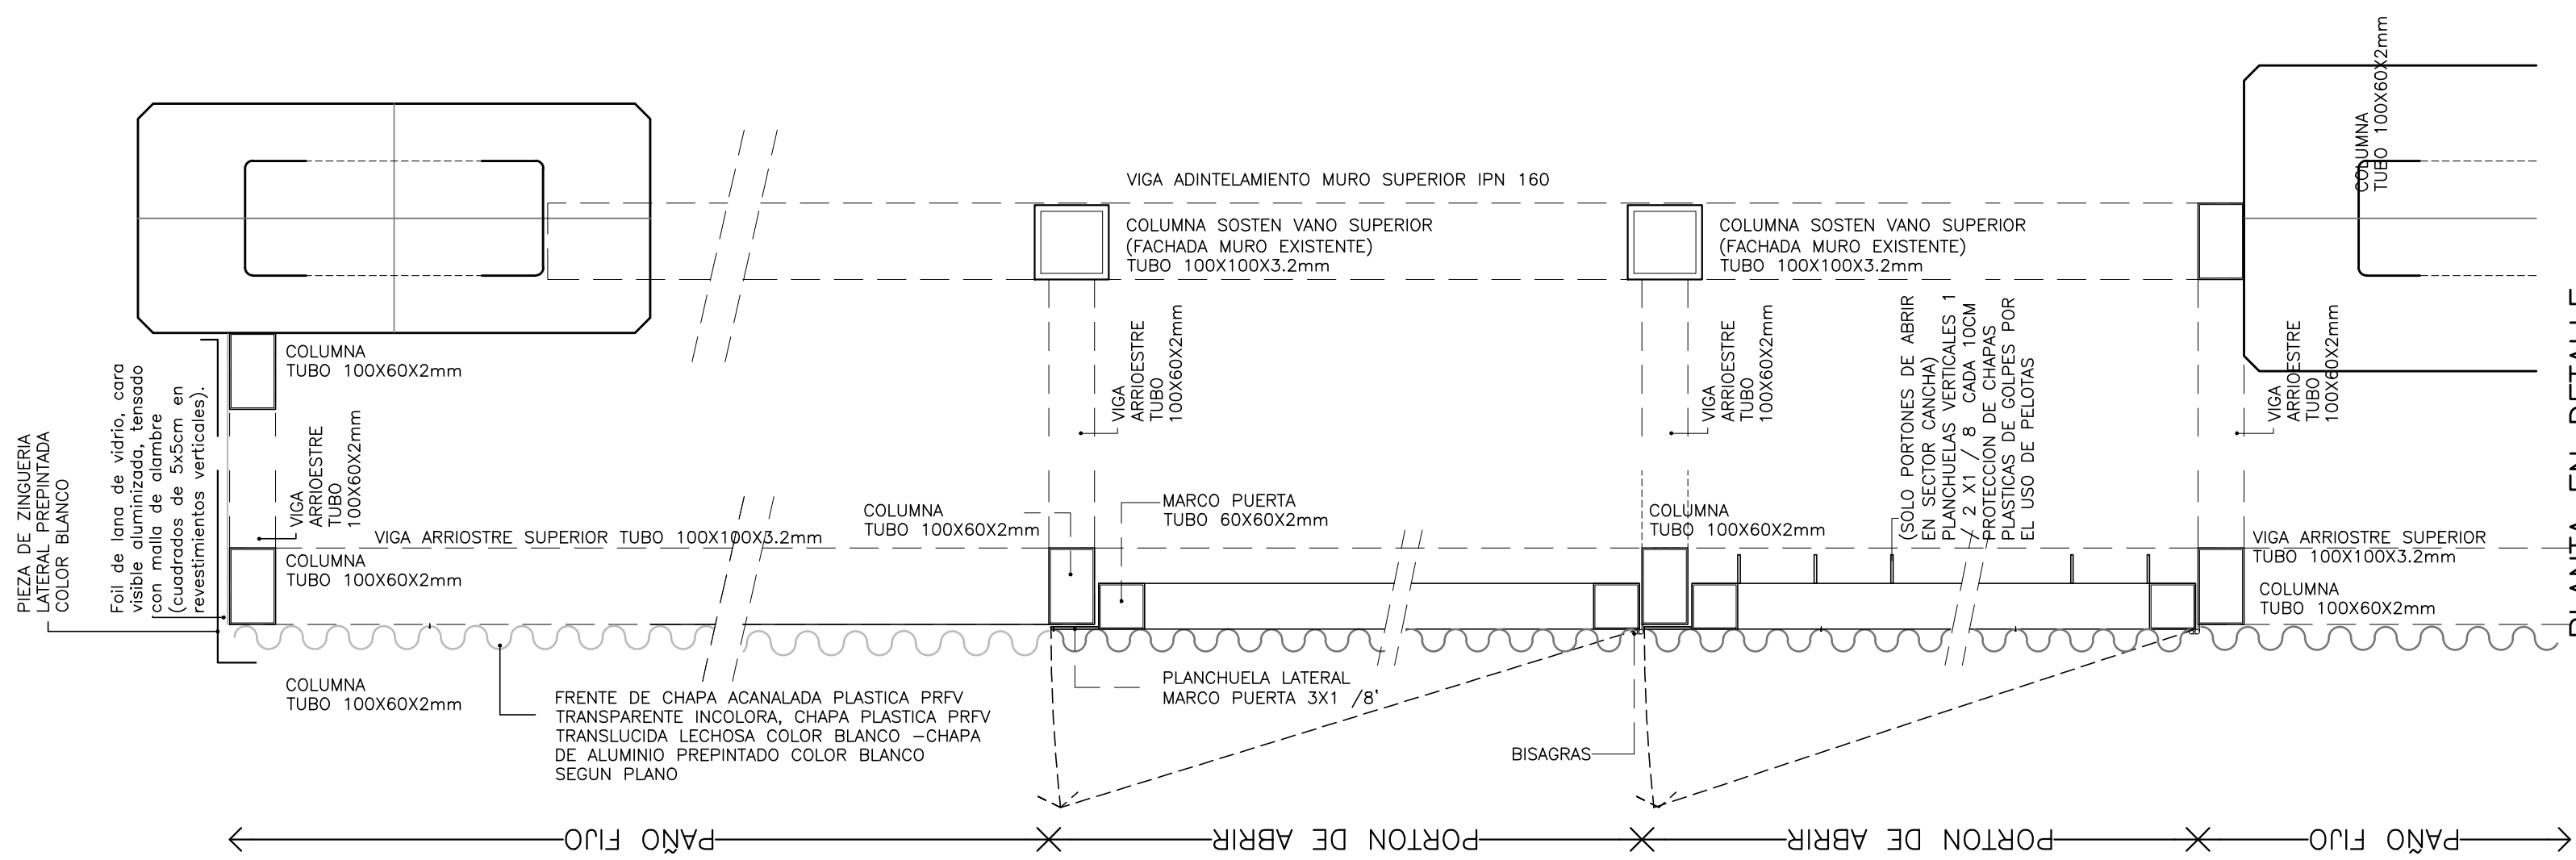 PIEZA DE ZINGUERIA
LATERAL PREPINTADA
COLOR BLANCO
Foil de lana de vidrio, cara
visible aluminizada, tensado
con malla de alambre
(cuadrados de 5x5cm en
revestimientos verticales).
COLUMNA
TUBO 100X60X2mm
VIGA
ARRIOESTRE
TUBO
100X60X2mm
VIGA ARRIOSTRE SUPERIOR TUBO 100X100X3.2mm
COLUMNA
TUBO 100X60X2mm
COLUMNA
TUBO 100X60X2mm
FRENTE DE CHAPA ACANALADA PLASTICA PRFV
TRANSPARENTE INCOLORA, CHAPA PLASTICA PRFV
TRANSLUCIDA LECHOSA COLOR BLANCO -CHAPA
DE ALUMINIO PREPINTADO COLOR BLANCO
SEGUN PLANO
VIGA ADINTELAMIENTO MURO SUPERIOR IPN 160
COLUMNA SOSTEN VANO SUPERIOR
(FACHADA MURO EXISTENTE)
TUBO 100X100X3.2mm
VIGA
ARRIOESTRE
TUBO
100X60X2mm
COLUMNA
TUBO 100X60X2mm
MARCO PUERTA
TUBO 60X60X2mm
PLANCHUELA LATERAL
MARCO PUERTA 3X1 /8'
BISAGRAS
COLUMNA SOSTEN VANO SUPERIOR
(FACHADA MURO EXISTENTE)
TUBO 100X100X3.2mm
VIGA
ARRIOESTRE
TUBO
100X60X2mm
COLUMNA
TUBO 100X60X2mm
(SOLO PORTONES DE ABRIR
EN SECTOR CANCHA)
PLANCHUELAS VERTICALES 1
/ 2 X1 / 8 CADA 10CM
PROTECCION DE CHAPAS
PLASTICAS DE GOLPES POR
EL USO DE PELOTAS
COLUMNA
TUBO 100X60X2mm
VIGA
ARRIOESTRE
TUBO
100X60X2mm
VIGA ARRIOSTRE SUPERIOR
TUBO 100X100X3.2mm
COLUMNA
TUBO 100X60X2mm
PLANTA EN DETALLE
PAÑO FIJO
PORTON DE ABRIR
PORTON DE ABRIR
PAÑO FIJO